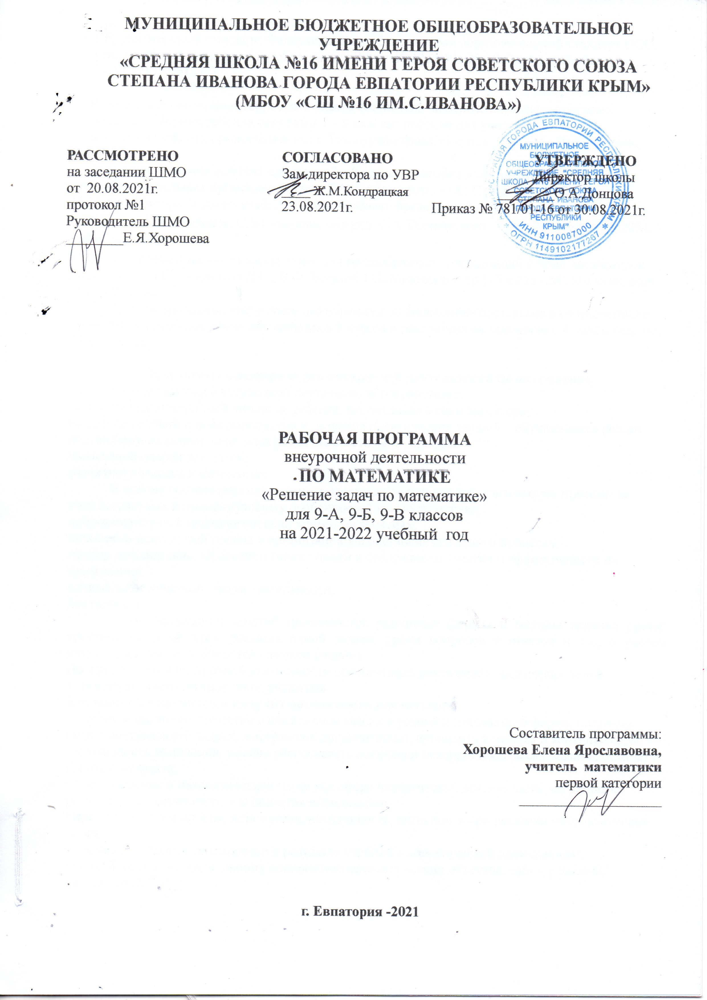 МУНИЦИПАЛЬНОЕ БЮДЖЕТНОЕ ОБЩЕОБРАЗОВАТЕЛЬНОЕ
УЧРЕЖДЕНИЕ
«СРЕДНЯЯ ШКОЛА №16 ИМЕНИ ГЕРОЯ СОВЕТСКОГО СОЮЗА
СТЕПАНА ИВАНОВА ГОРОДА ЕВПАТОРИИ РЕСПУБЛИКИ КРЫМ»
(МБОУ «СШ №16 ИМ.С.ИВАНОВА»)
РАССМОТРЕНО
на заседании ШМО
от 20.08.2021г.
протокол №1
Руководитель ШМО
Е.Я.Хорошева
СОГЛАСОВАНО
Зам.директора по УВР
Ж.М.Кондрацкая
23.08.2021г.
УТВЕРЖДЕНО
Директор школы
О.А.Донцова
Приказ № 781/01-16 от 30.08.2021г.
ГОРОДА ЕВПАТОРИИ РЕСПУБЛИКИ КРЫМ
МУНИЦИПАЛЬНОЕ
БЮДЖЕТНОЕ
ОБЩЕОБРАЗОВАТЕЛЬНОЕ
УЧРЕЖДЕНИЕ "СРЕДНЯЯ
ШКОЛА №16 ИМЕНИ ГЕРОЯ
СОВЕТСКОГО СОЮЗА
СТЕПАНА ИВАНОВА
ГОРОДА ЕВПАТОРИИ
РЕСПУБЛИКИ
КРЫМ"
ИНН 9110087000
ОГРН 1149102177267
РАБОЧАЯ ПРОГРАММА
внеурочной деятельности
ПО МАТЕМАТИКЕ
«Решение задач по математике»
для 9-А, 9-Б, 9-В классов
на 2021-2022 учебный год
Составитель программы:
Хорошева Елена Ярославовна,
учитель математики
первой категории
г. Евпатория -2021